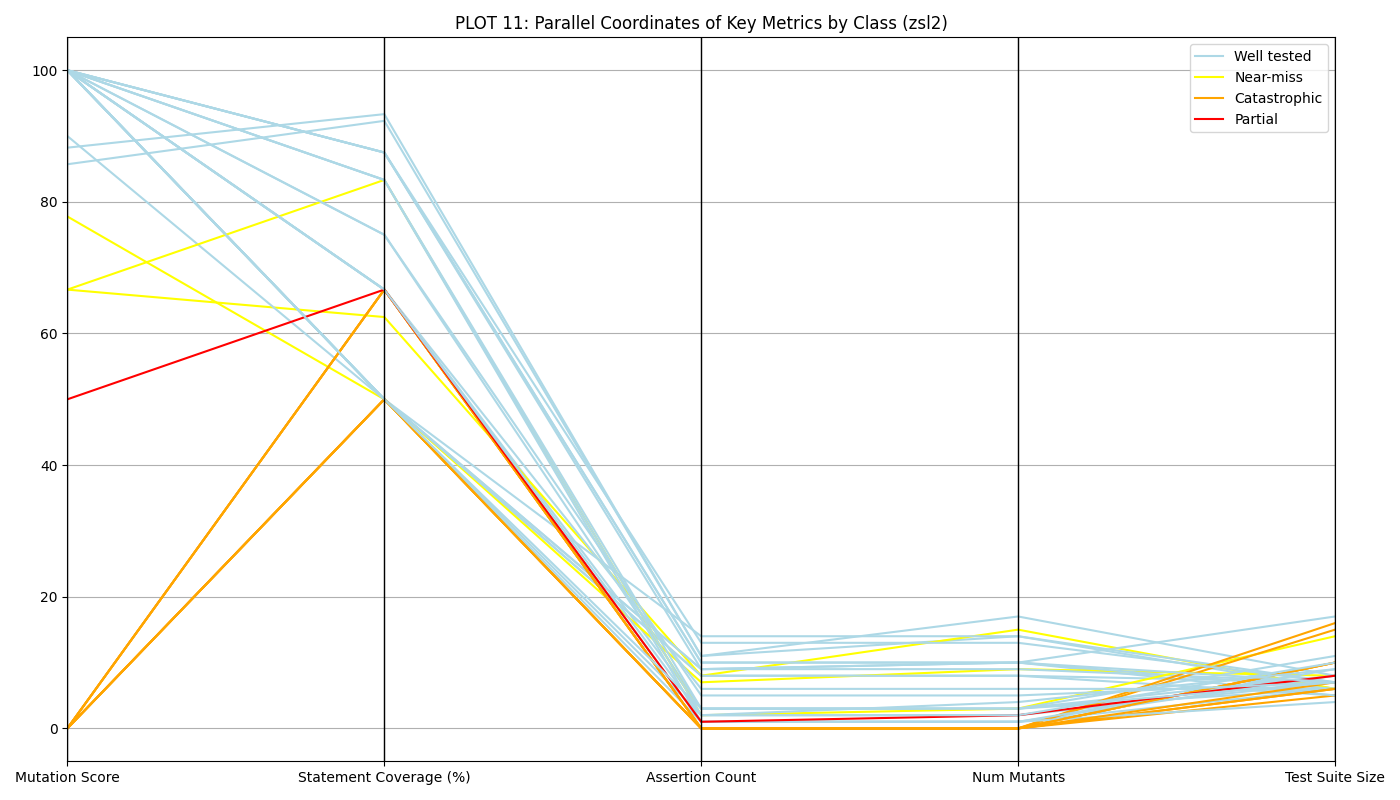 PLOT 11: Parallel Coordinates of Key Metrics by Class (zsl2)
100
80
60
40
20
0
Well tested
Near-miss
Catastrophic
Partial
Mutation Score
Statement Coverage (%)
Assertion Count
Num Mutants
Test Suite Size